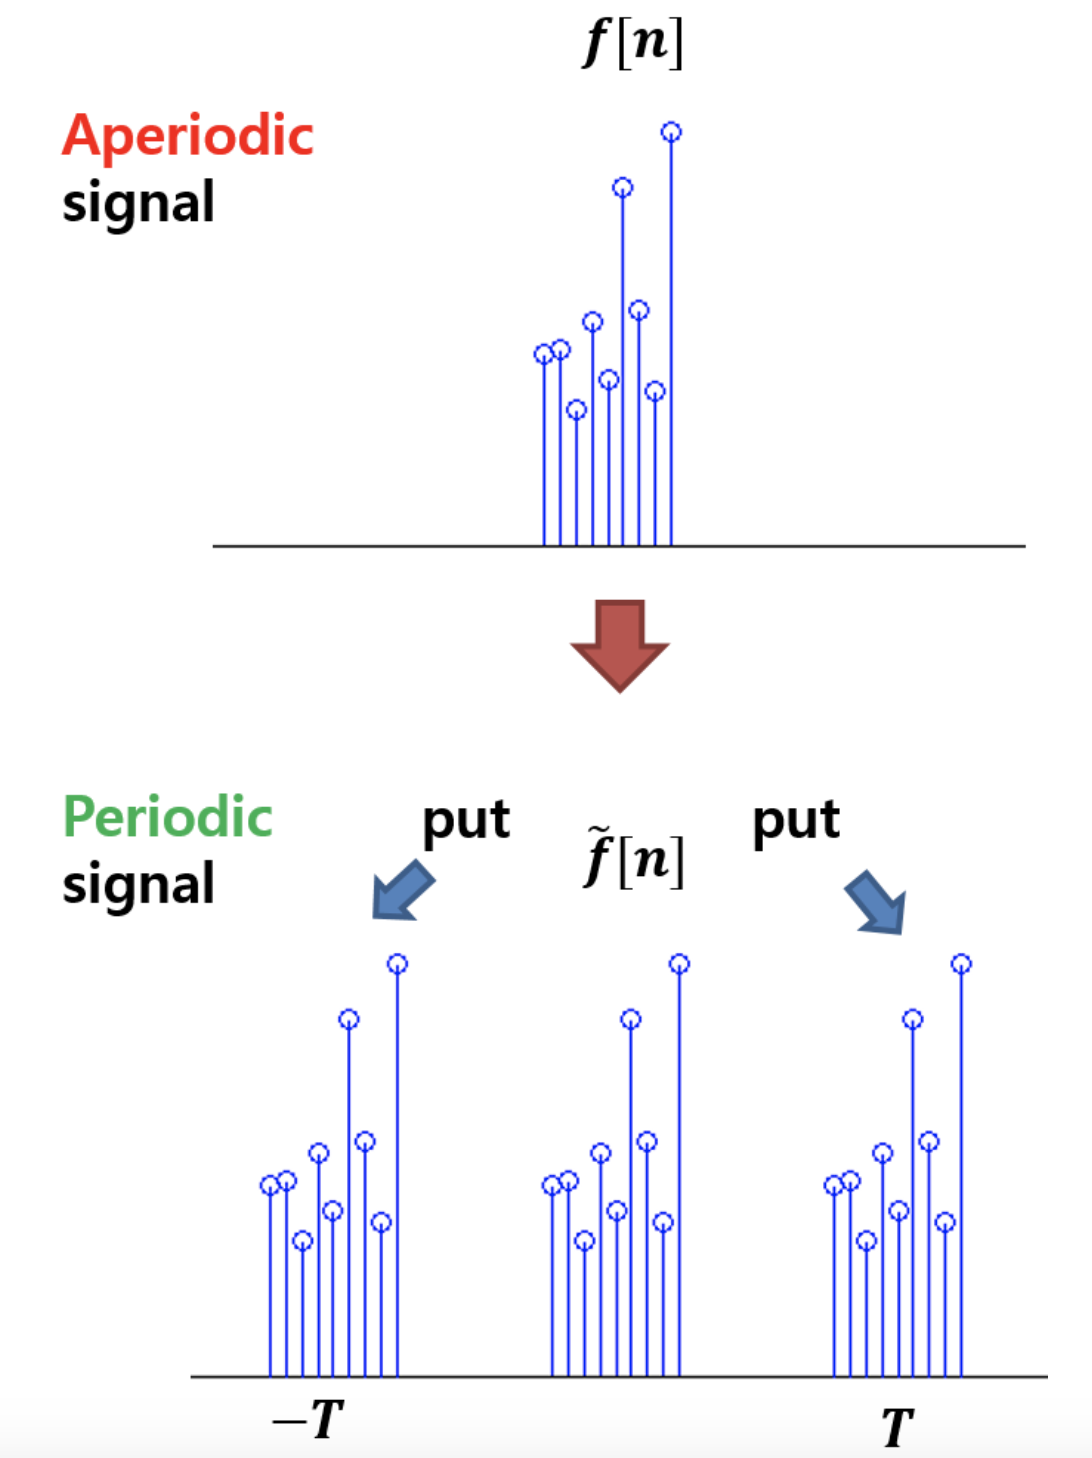 f[n]
Aperiodic
signal
Periodic
signal
put
f̃[n]
put
−T
T